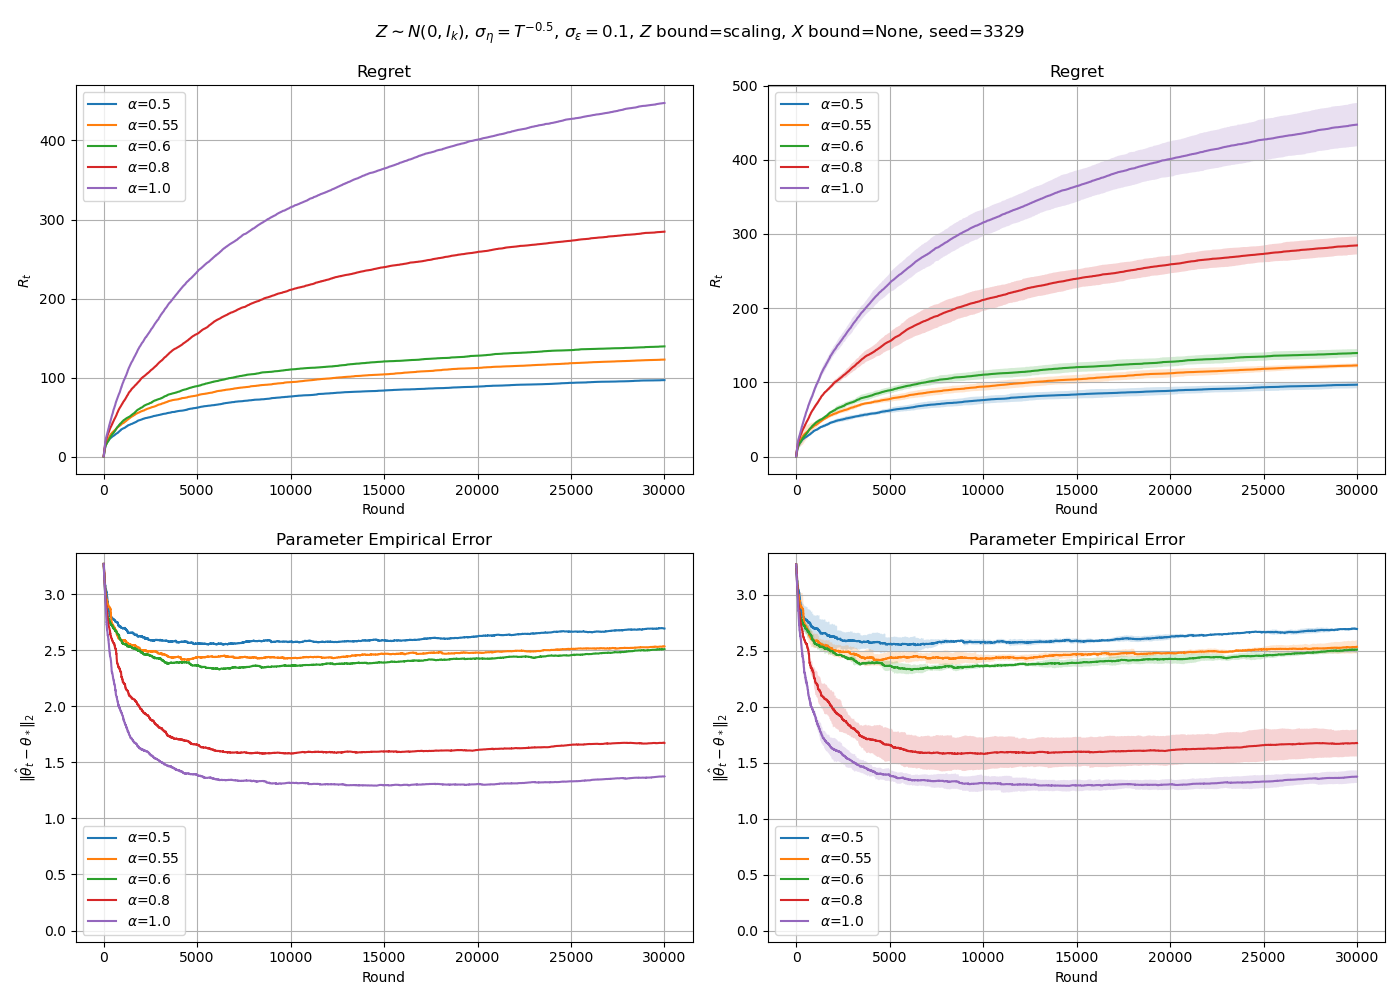 Z ~ N(0, I_k), σ_η = T^{-0.5}, σ_ε = 0.1, Z bound=scaling, X bound=None, seed=3329
Regret
R_t
400
300
200
100
0
α=0.5
α=0.55
α=0.6
α=0.8
α=1.0
0 5000 10000 15000 20000 25000 30000
Round
Regret
R_t
500
400
300
200
100
0
α=0.5
α=0.55
α=0.6
α=0.8
α=1.0
0 5000 10000 15000 20000 25000 30000
Round
Parameter Empirical Error
‖θ̂_t − θ_*‖_2
3.0
2.5
2.0
1.5
1.0
0.5
0.0
α=0.5
α=0.55
α=0.6
α=0.8
α=1.0
0 5000 10000 15000 20000 25000 30000
Round
Parameter Empirical Error
‖θ̂_t − θ_*‖_2
3.0
2.5
2.0
1.5
1.0
0.5
0.0
α=0.5
α=0.55
α=0.6
α=0.8
α=1.0
0 5000 10000 15000 20000 25000 30000
Round